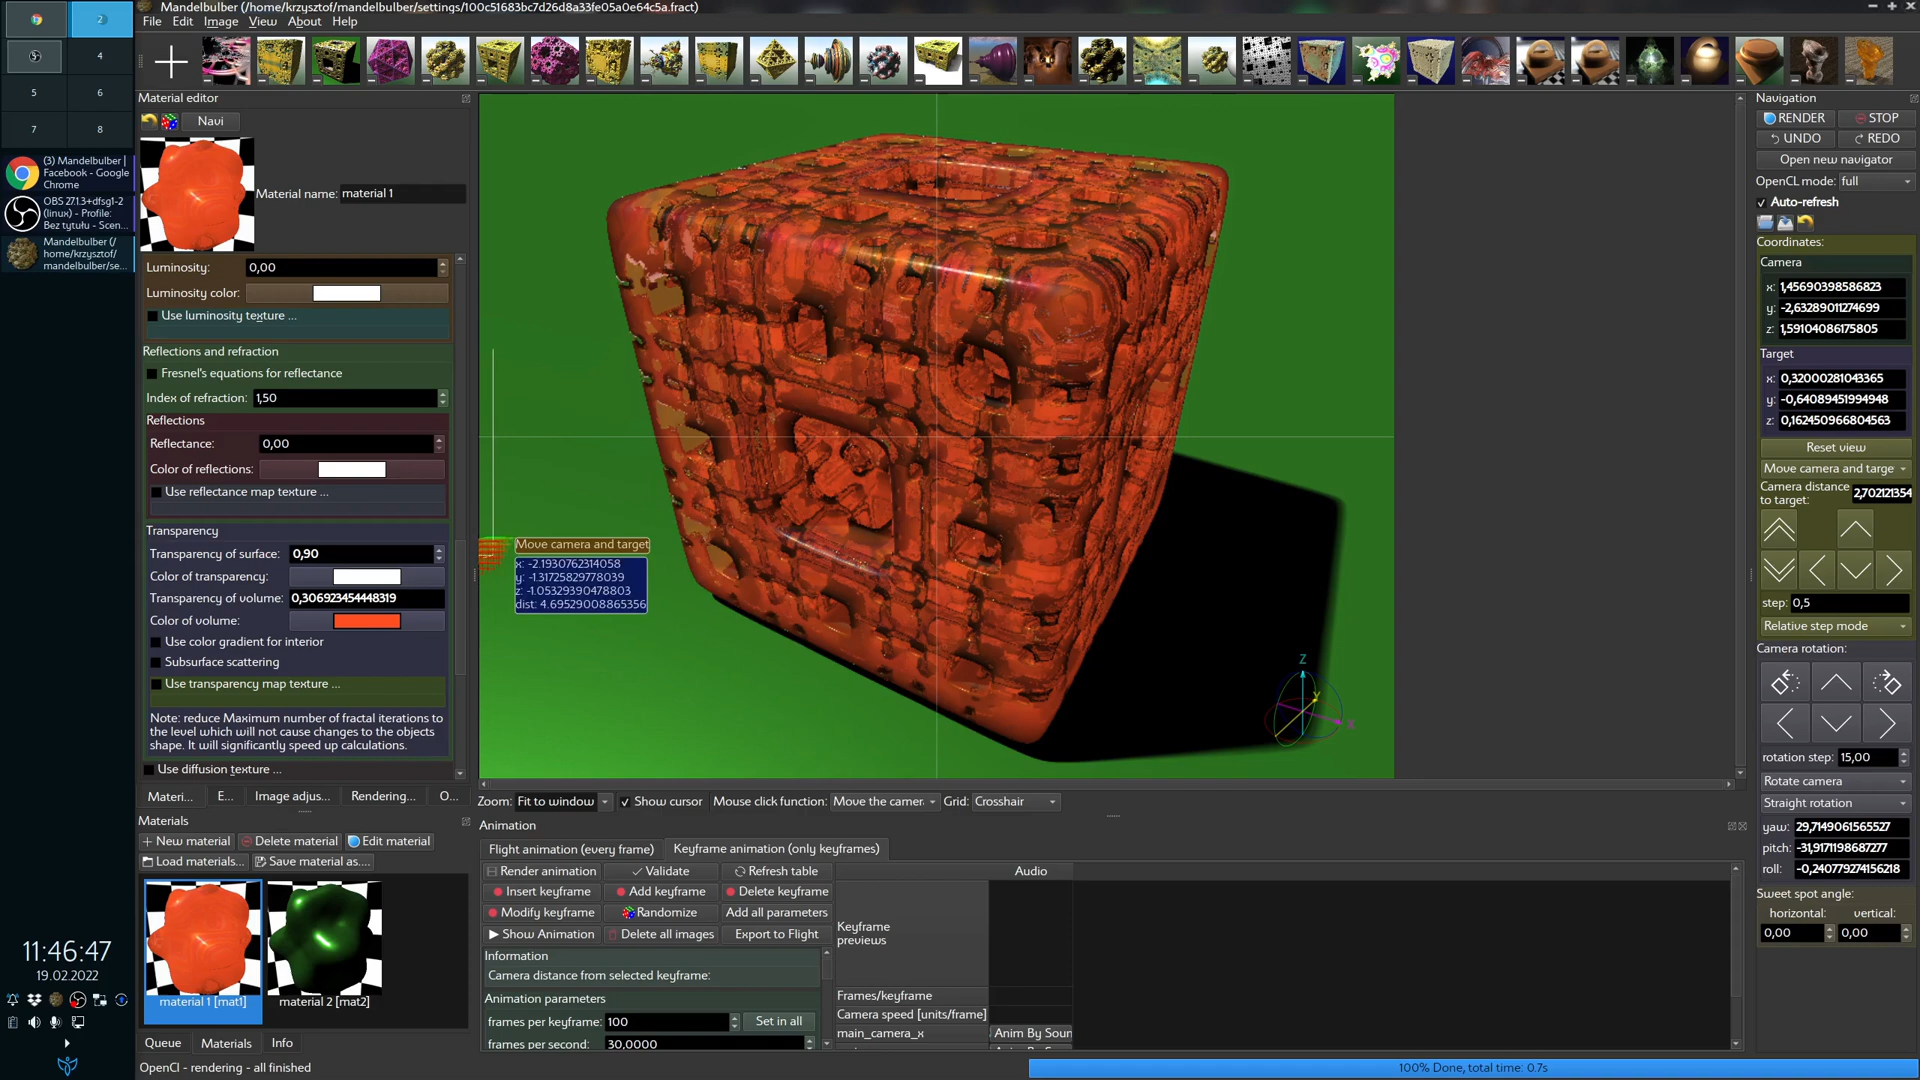 Mandelbulber (/home/krzysztof/mandelbulber/settings/100c51683bc7d26d8a33fe05a0e64c5a.fract)
File Edit Image View About Help
2
4
5 6
7 8
(3) Mandelbulber |
Facebook - Google
Chrome
OBS 27.1.3+dfsg1-2
(linux) - Profile:
Bez tytułu - Scen...
Mandelbulber (/
home/krzysztof/
mandelbulber/se...
11:46:47
19.02.2022
Material editor
Navi
Material name: material 1
Luminosity: 0,00
Luminosity color:
Use luminosity texture ...
Reflections and refraction
Fresnel's equations for reflectance
Index of refraction: 1,50
Reflections
Reflectance: 0,00
Color of reflections:
Use reflectance map texture ...
Transparency
Transparency of surface: 0,90
Color of transparency:
Transparency of volume: 0,306923454448319
Color of volume:
Use color gradient for interior
Subsurface scattering
Use transparency map texture ...
Note: reduce Maximum number of fractal iterations to
the level which will not cause changes to the objects
shape. It will significantly speed up calculations.
Use diffusion texture ...
Materi... E... Image adjus... Rendering... O...
Materials
New material Delete material Edit material
Load materials... Save material as....
material 1 [mat1] material 2 [mat2]
Queue Materials Info
OpenCl - rendering - all finished
Move camera and target
x: -2.1930762314058
y: -1.31725829778039
z: -1.05329390478803
dist: 4.69529008865356
Z
Y
X
Zoom: Fit to window Show cursor Mouse click function: Move the camer Grid: Crosshair
Animation
Flight animation (every frame) Keyframe animation (only keyframes)
Render animation Validate Refresh table
Insert keyframe Add keyframe Delete keyframe
Modify keyframe Randomize Add all parameters
Show Animation Delete all images Export to Flight
Information
Camera distance from selected keyframe:
Animation parameters
frames per keyframe: 100 Set in all
frames per second: 30,0000
Audio
Keyframe
previews
Frames/keyframe
Camera speed [units/frame]
main_camera_x Anim By Soun
100% Done, total time: 0.7s
Navigation
RENDER STOP
UNDO REDO
Open new navigator
OpenCL mode: full
Auto-refresh
Coordinates:
Camera
x: 1,45690398586823
y: -2,63289011274699
z: 1,59104086175805
Target
x: 0,32000281043365
y: -0,64089451994948
z: 0,162450966804563
Reset view
Move camera and targe
Camera distance
to target: 2,702121354
step: 0,5
Relative step mode
Camera rotation:
rotation step: 15,00
Rotate camera
Straight rotation
yaw: 29,7149061565527
pitch: -31,9171198687277
roll: -0,240779274156218
Sweet spot angle:
horizontal: vertical:
0,00 0,00